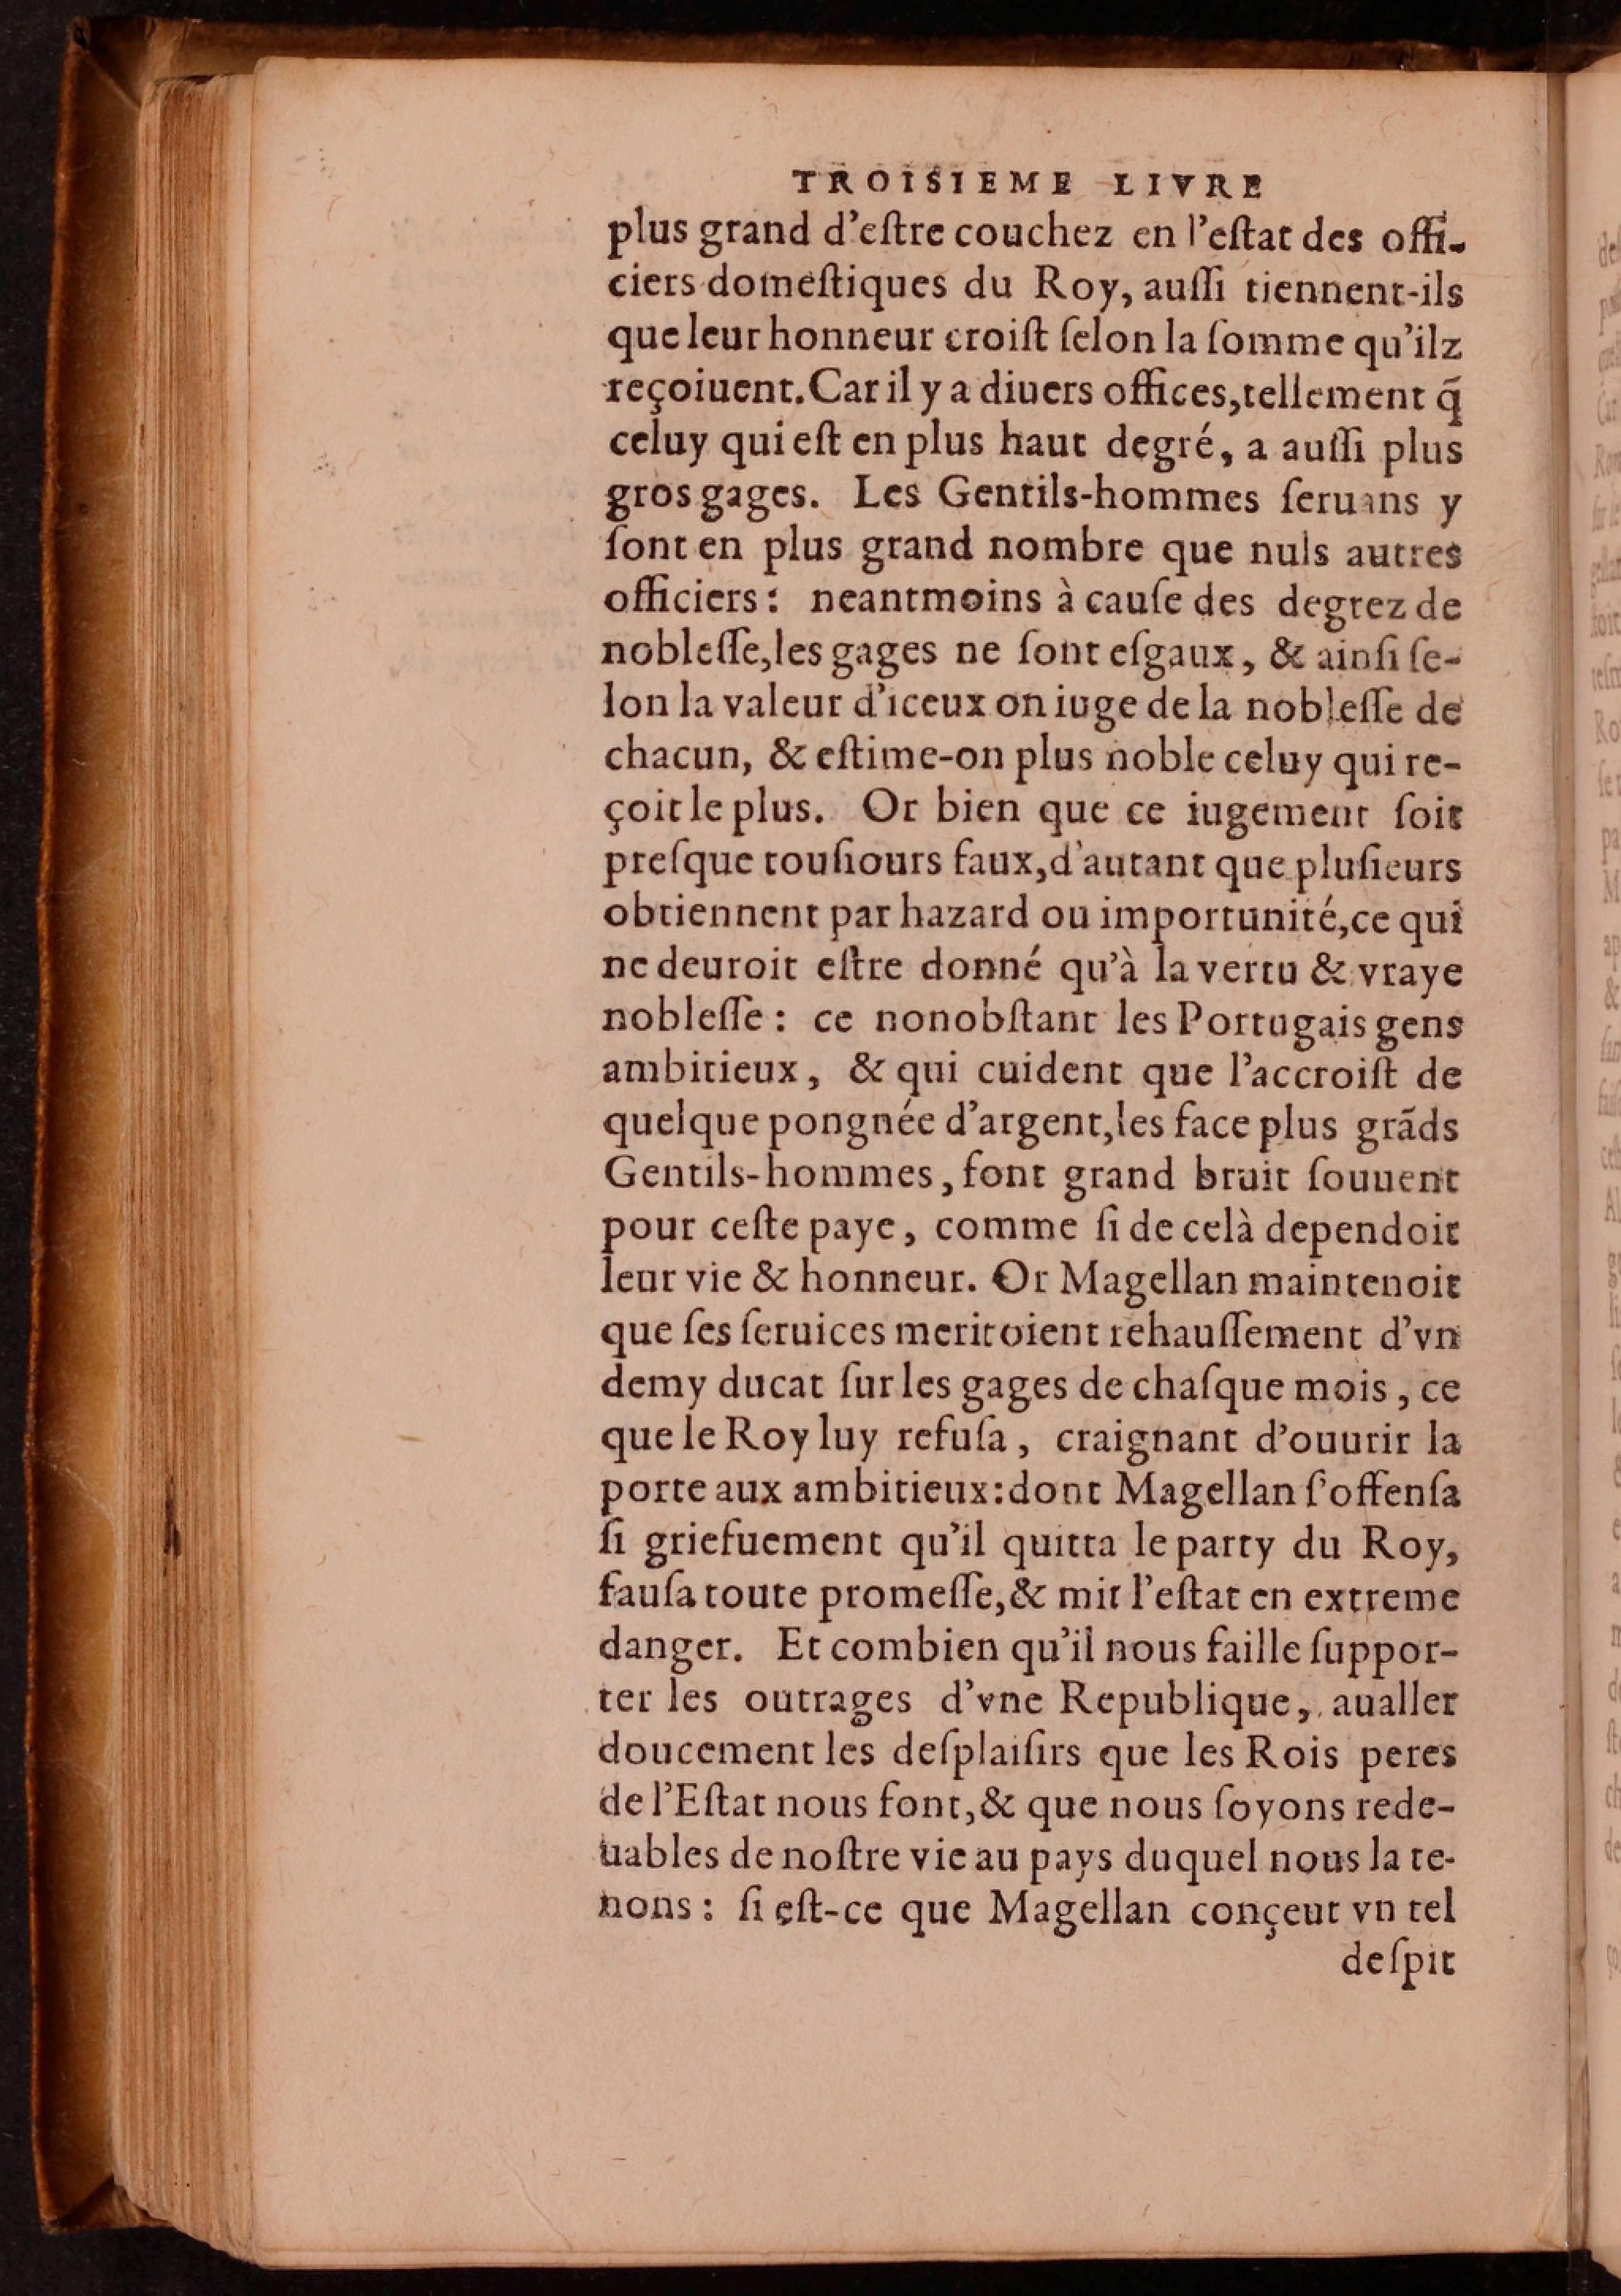 TROISIEME LIVRE
plus grand d'eſtre couchez en l'eſtat des offi-
ciers domeſtiques du Roy, auſſi tiennent-ils
que leur honneur croiſt ſelon la ſomme qu'ilz
reçoiuent. Car il y a diuers offices, tellement q̃
celuy qui eſt en plus haut degré, a auſſi plus
gros gages. Les Gentils-hommes ſeruans y
ſont en plus grand nombre que nuls autres
officiers: neantmoins à cauſe des degrez de
nobleſſe, les gages ne ſont eſgaux, & ainſi ſe-
lon la valeur d'iceux on iuge de la nobleſſe de
chacun, & eſtime-on plus noble celuy qui re-
çoit le plus. Or bien que ce iugement ſoit
preſque touſiours faux, d'autant que pluſieurs
obtiennent par hazard ou importunité, ce qui
ne deuroit eſtre donné qu'à la vertu & vraye
nobleſſe: ce nonobſtant les Portugais gens
ambitieux, & qui cuident que l'accroiſt de
quelque pongnée d'argent, les face plus grãds
Gentils-hommes, font grand bruit ſouuent
pour ceſte paye, comme ſi de celà dependoit
leur vie & honneur. Or Magellan maintenoit
que ſes ſeruices meritoient rehauſſement d'vn
demy ducat ſur les gages de chaſque mois, ce
que le Roy luy refuſa, craignant d'ouurir la
porte aux ambitieux: dont Magellan ſ'offenſa
ſi griefuement qu'il quitta le party du Roy,
fauſa toute promeſſe, & mit l'eſtat en extreme
danger. Et combien qu'il nous faille ſuppor-
ter les outrages d'vne Republique, aualler
doucement les deſplaiſirs que les Rois peres
de l'Eſtat nous font, & que nous ſoyons rede-
uables de noſtre vie au pays duquel nous la te-
nons: ſi eſt-ce que Magellan conçeut vn tel
deſpit